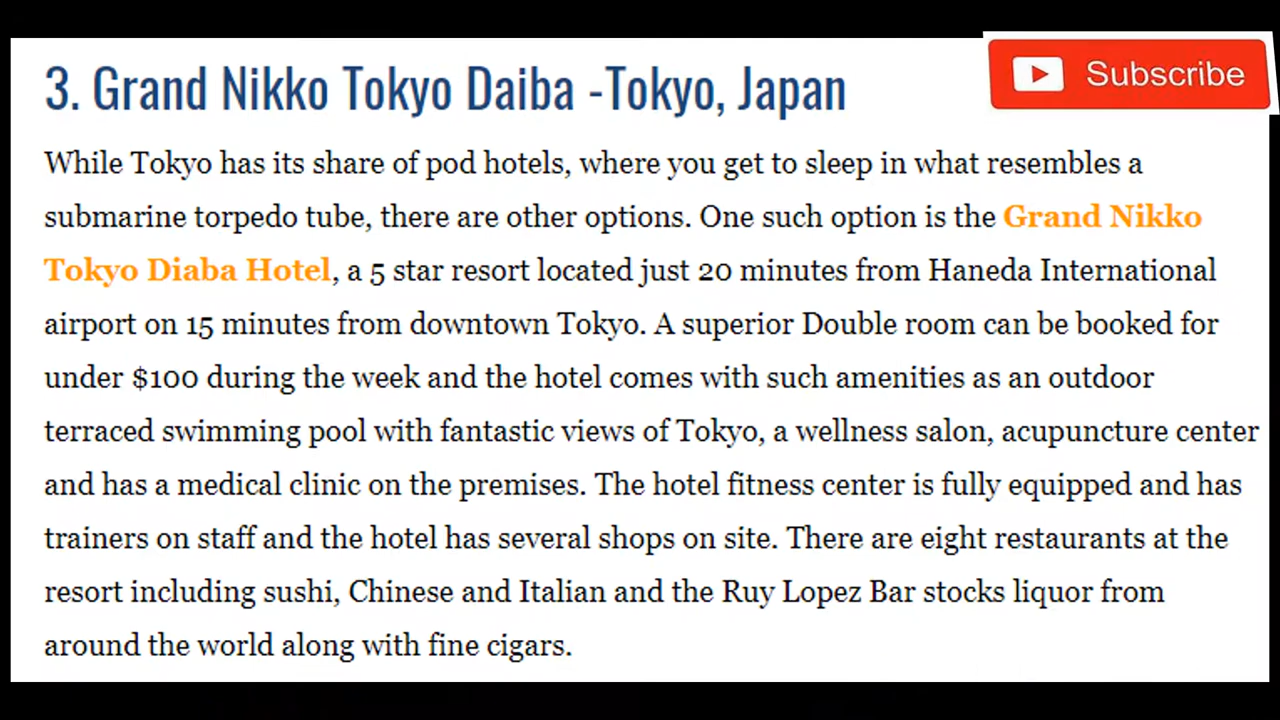 3. Grand Nikko Tokyo Daiba -Tokyo, Japan
Subscribe
While Tokyo has its share of pod hotels, where you get to sleep in what resembles a
submarine torpedo tube, there are other options. One such option is the Grand Nikko
Tokyo Diaba Hotel, a 5 star resort located just 20 minutes from Haneda International
airport on 15 minutes from downtown Tokyo. A superior Double room can be booked for
under $100 during the week and the hotel comes with such amenities as an outdoor
terraced swimming pool with fantastic views of Tokyo, a wellness salon, acupuncture center
and has a medical clinic on the premises. The hotel fitness center is fully equipped and has
trainers on staff and the hotel has several shops on site. There are eight restaurants at the
resort including sushi, Chinese and Italian and the Ruy Lopez Bar stocks liquor from
around the world along with fine cigars.